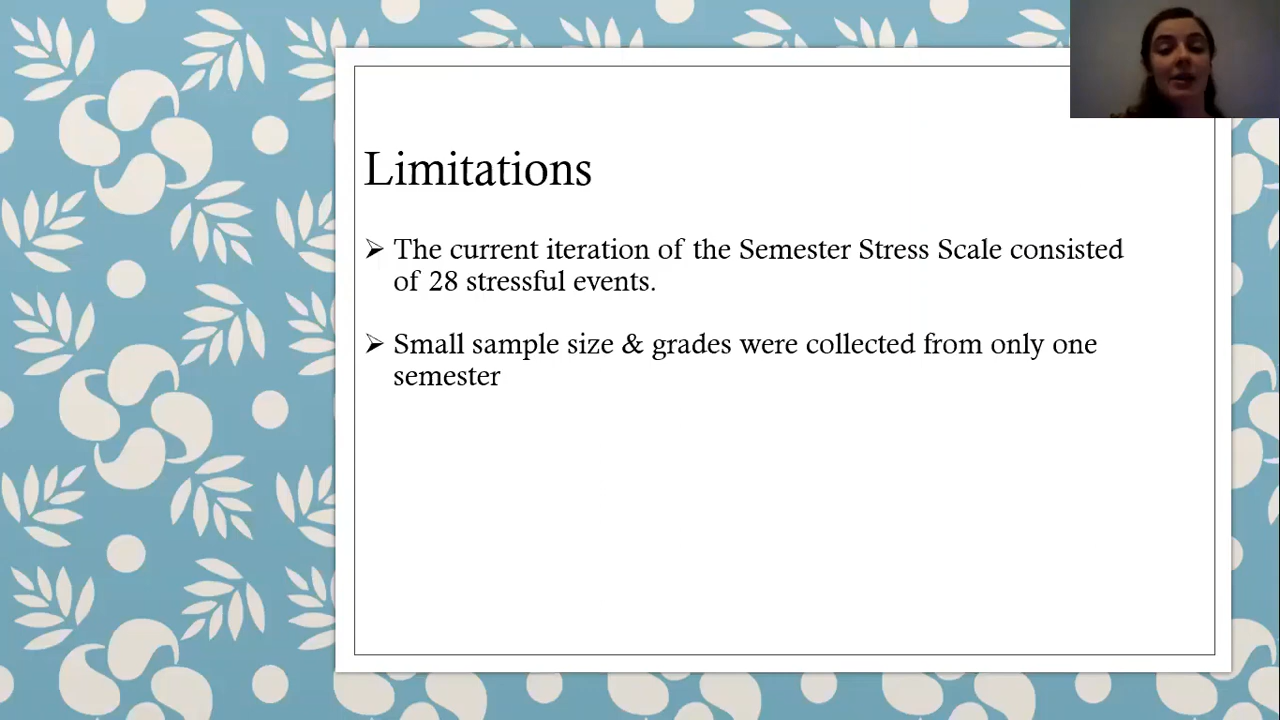 Limitations
➢ The current iteration of the Semester Stress Scale consisted
of 28 stressful events.
➢ Small sample size & grades were collected from only one
semester